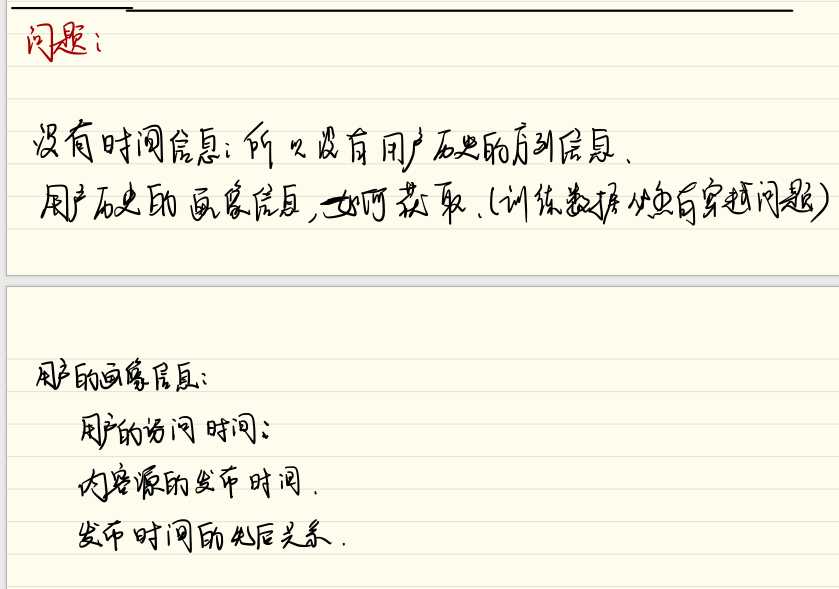 问题:
没有时间信息; 所以没有用户历史的序列信息.
用户历史的画像信息, 如何获取. (训练数据必然有穿越问题)
用户的画像信息:
用户的访问时间:
内容源的发布时间.
发布时间的先后关系.